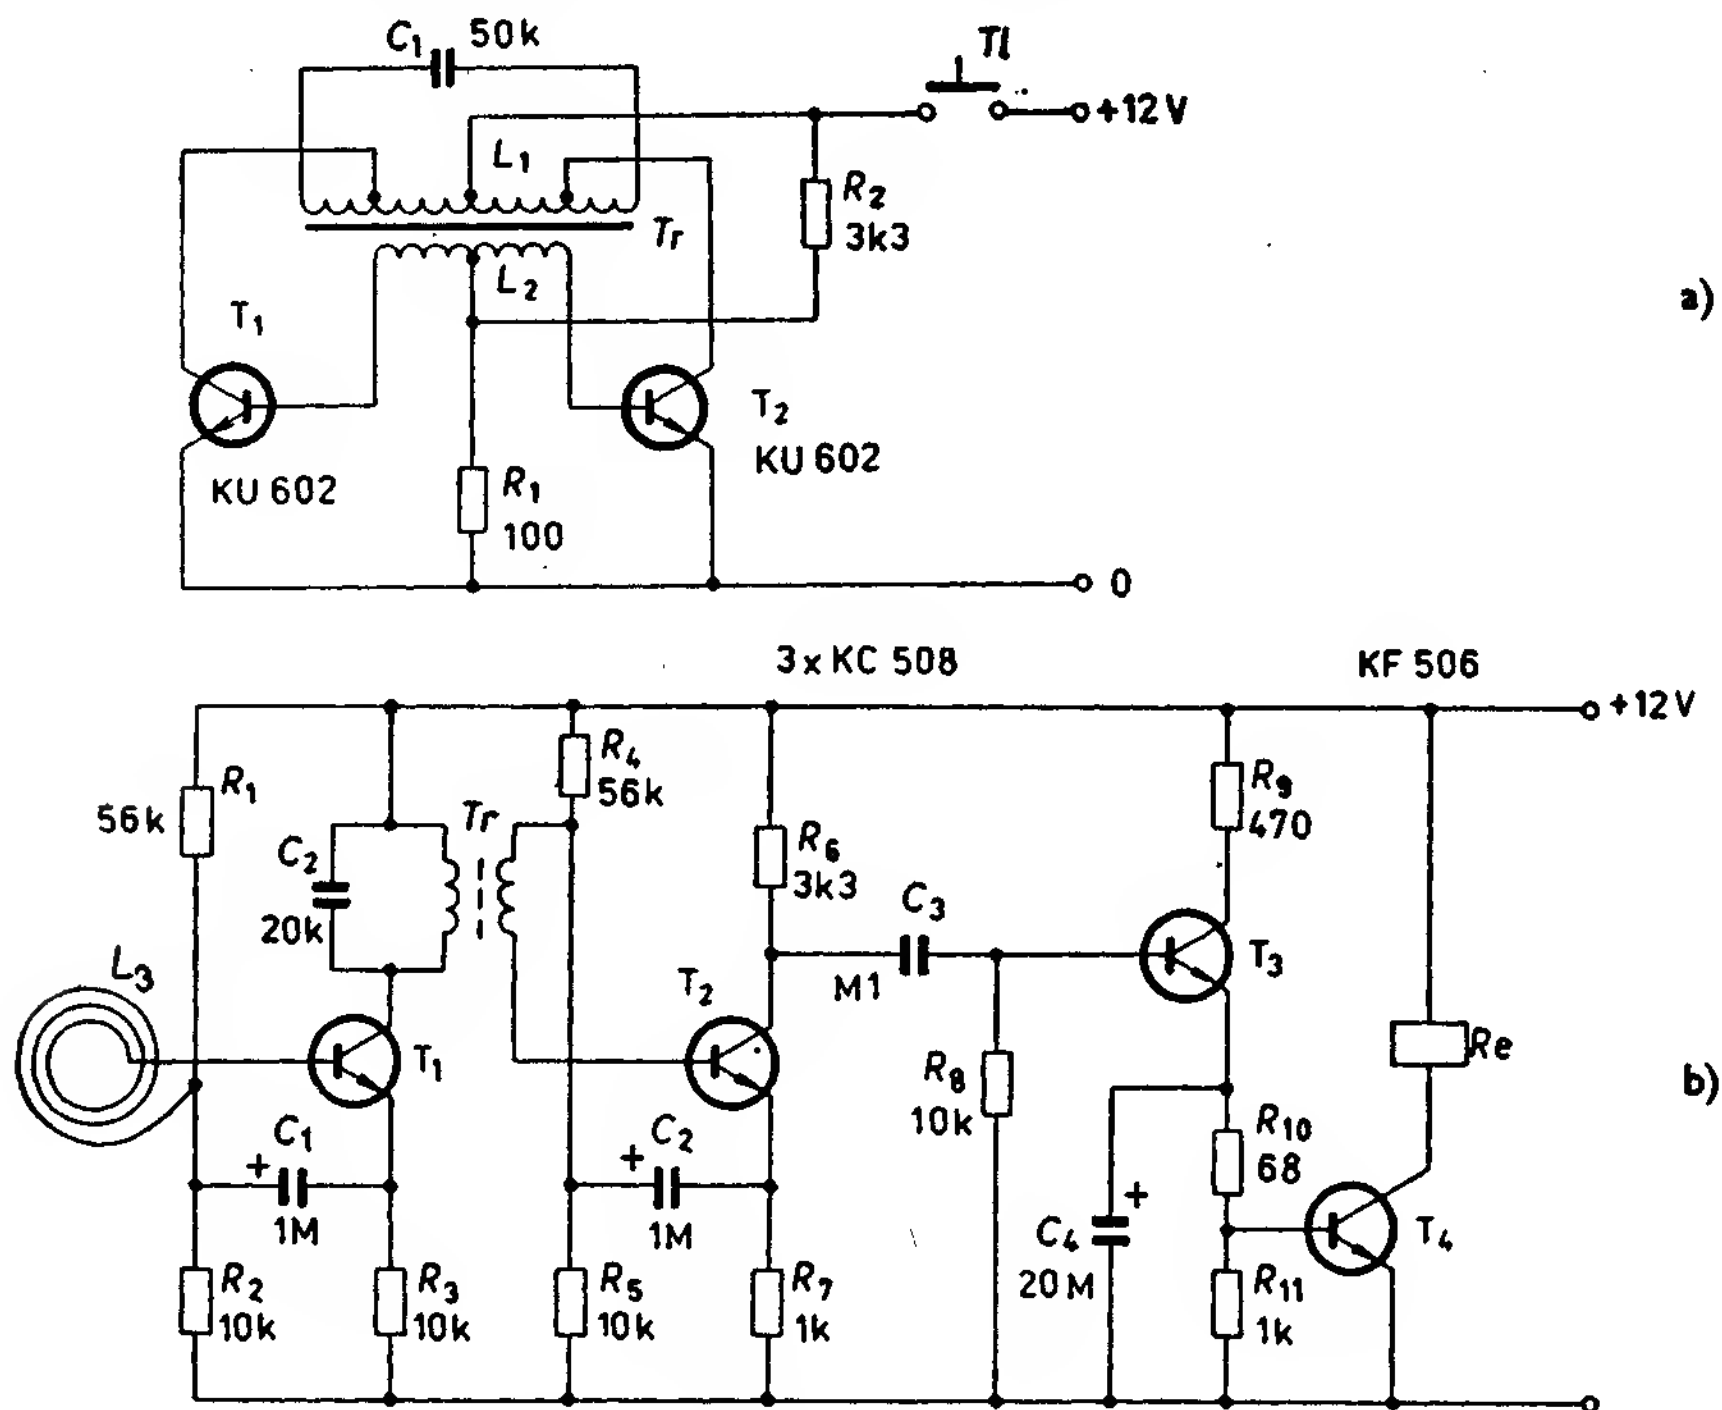 C1 50k
Tl
+12V
L1
R2
3k3
Tr
L2
a)
T1
T2
KU 602
KU 602
R1
100
0
3x KC 508
KF 506
+12V
R1
56k
R4
56k
Tr
C2
20k
R6
3k3
R9
470
C3
M1
L3
T1
T2
T3
Re
b)
R8
10k
C1
+
1M
C2
+
1M
R10
68
C4
+
20M
T4
R2
10k
R3
10k
R5
10k
R7
1k
R11
1k